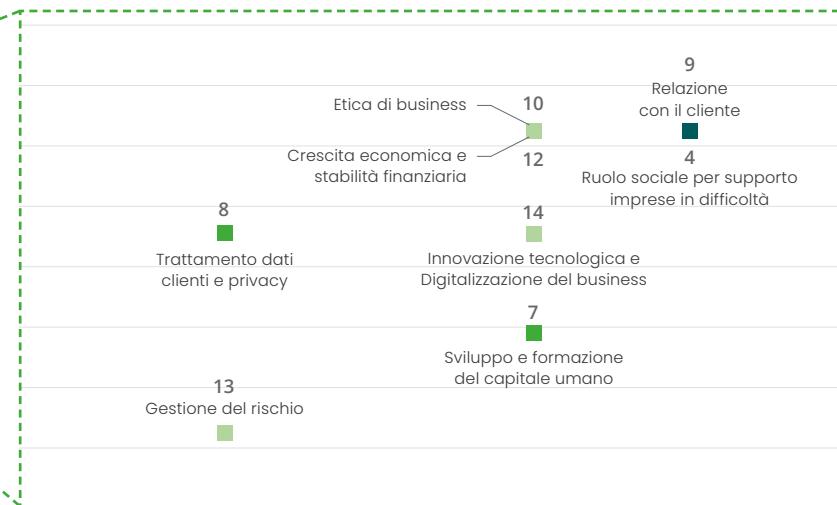 9
Relazione
con il cliente
Etica di business
10
Crescita economica e
stabilità finanziaria
12
4
Ruolo sociale per supporto
imprese in difficoltà
8
Trattamento dati
clienti e privacy
14
Innovazione tecnologica e
Digitalizzazione del business
7
Sviluppo e formazione
del capitale umano
13
Gestione del rischio